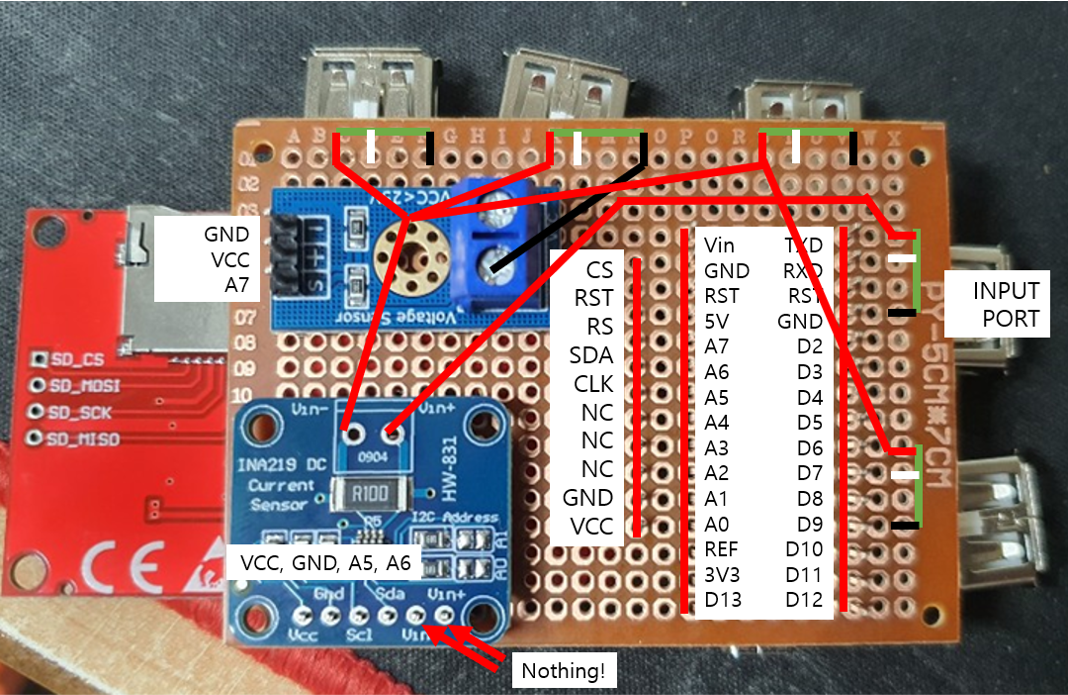 A B C E G H I J O P O R U W X
01
02
03
07
08
09
10
VCC<25V
S + -
Voltage Sensor
GND
VCC
A7
CS
RST
RS
SDA
CLK
NC
NC
NC
GND
VCC
Vin
GND
RST
5V
A7
A6
A5
A4
A3
A2
A1
A0
REF
3V3
D13
TXD
RXD
RST
GND
D2
D3
D4
D5
D6
D7
D8
D9
D10
D11
D12
INPUT
PORT
PY-5CM*7CM
SD_CS
SD_MOSI
SD_SCK
SD_MISO
CE
Vin- Vin+
0904
INA219 DC
Current
Sensor
HW-831
R100
I2C Address
A1
A0
VCC, GND, A5, A6
Gnd Sda Vin+
Vcc Scl Vin
Nothing!